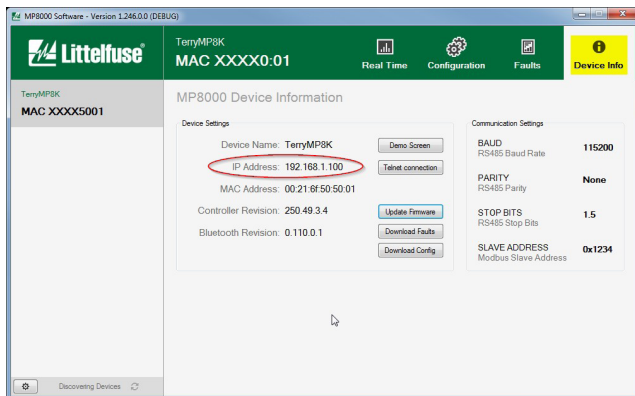 MP8000 Software - Version 1.246.0.0 (DEBUG)
Littelfuse®
TerryMP8K
MAC XXXX0:01
Real Time
Configuration
Faults
Device Info
TerryMP8K
MAC XXXX5001
MP8000 Device Information
Device Settings
Device Name: TerryMP8K
Demo Screen
IP Address: 192.168.1.100
Telnet connection
MAC Address: 00:21:6f:50:50:01
Controller Revision: 250.49.3.4
Update Firmware
Bluetooth Revision: 0.110.0.1
Download Faults
Download Config
Communication Settings
BAUD
RS485 Baud Rate
115200
PARITY
RS485 Parity
None
STOP BITS
RS485 Stop Bits
1.5
SLAVE ADDRESS
Modbus Slave Address
0x1234
Discovering Devices